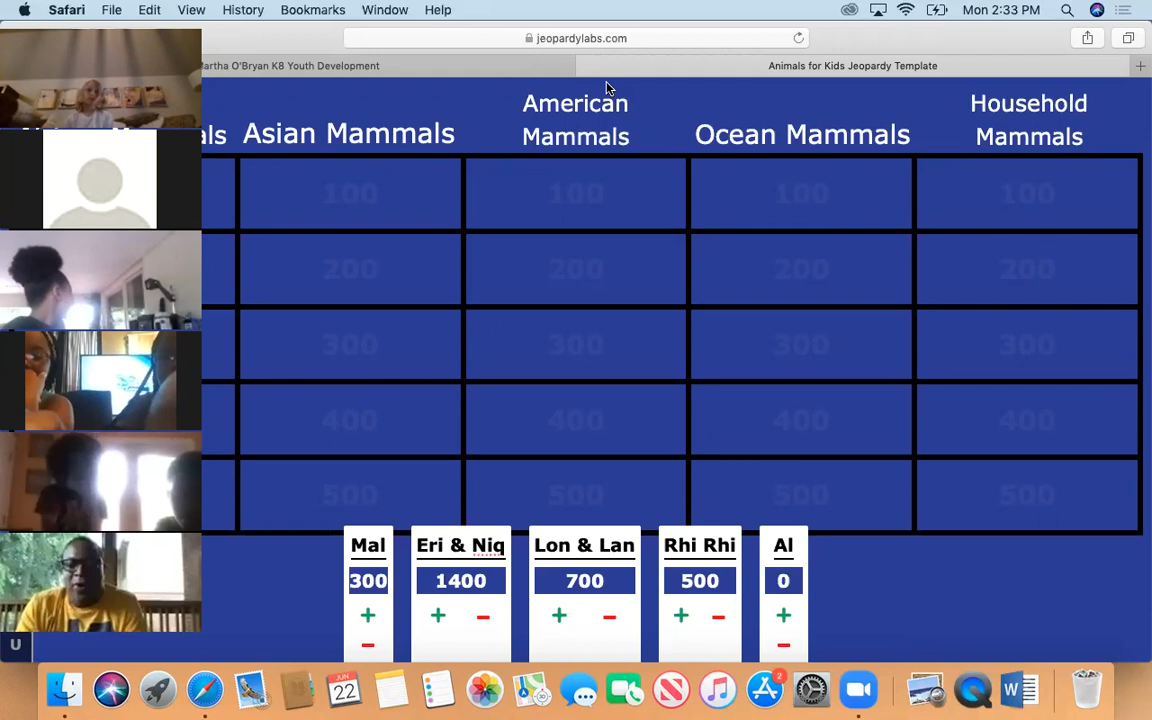 Safari File Edit View History Bookmarks Window Help Mon 2:33 PM
jeopardylabs.com
artha O'Bryan K8 Youth Development Animals for Kids Jeopardy Template
als Asian Mammals American Mammals Ocean Mammals Household Mammals
100 100 100 100
200 200 200 200
300 300 300 300
400 400 400 400
500 500 500 500
Mal Eri & Niq Lon & Lan Rhi Rhi Al
300 1400 700 500 0
+ + − + − + − +
− −
U
JUN
22
2
W